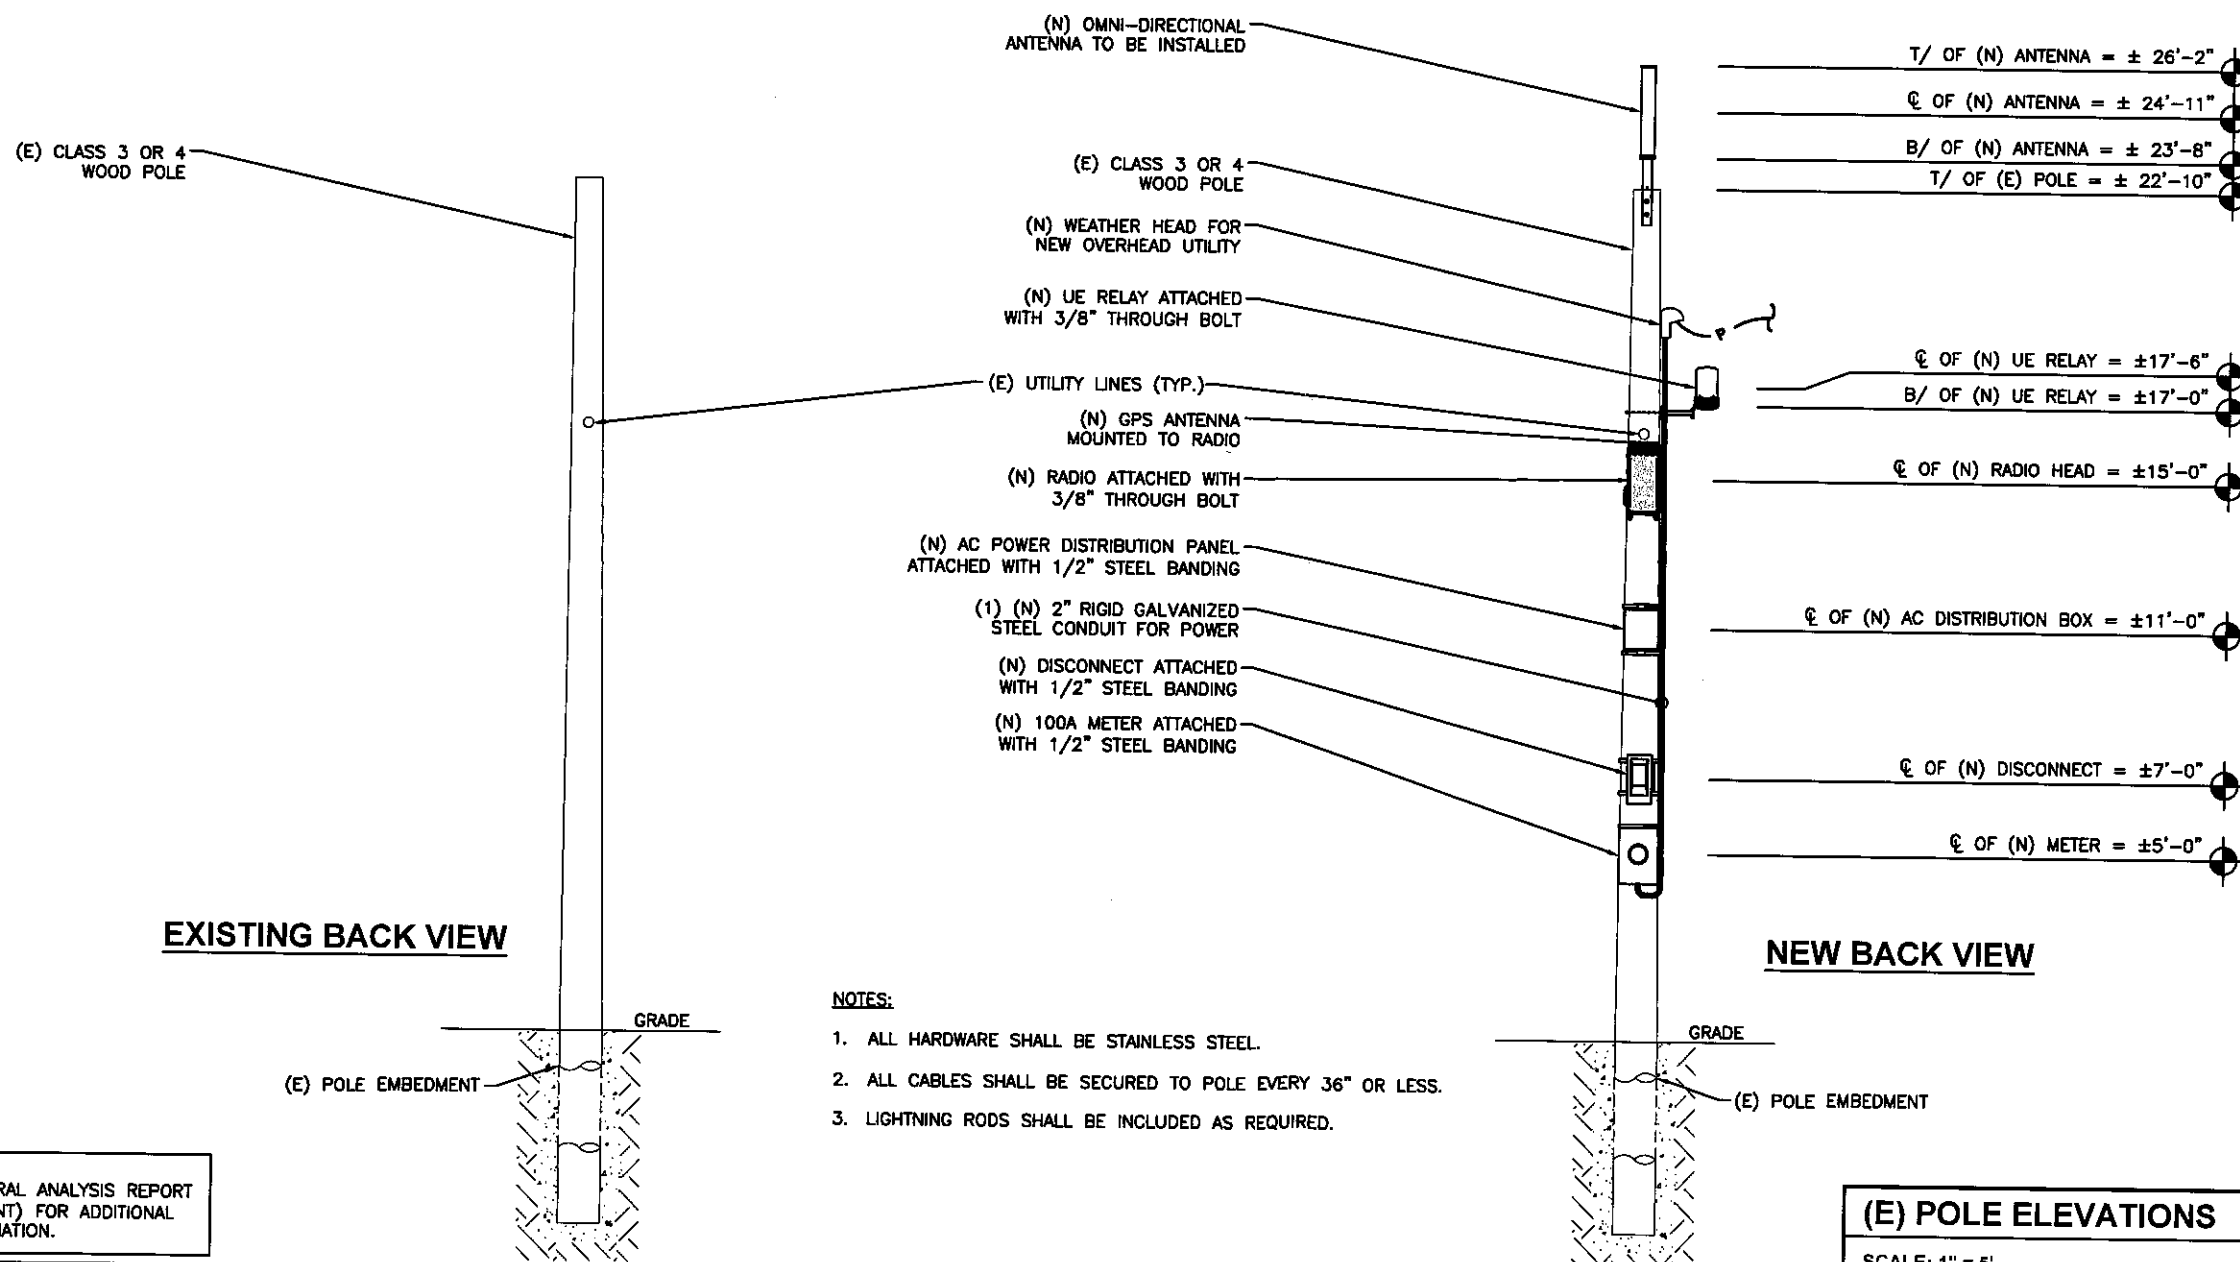 (N) OMNI-DIRECTIONAL
ANTENNA TO BE INSTALLED
T/ OF (N) ANTENNA = ± 26'-2"
℄ OF (N) ANTENNA = ± 24'-11"
B/ OF (N) ANTENNA = ± 23'-8"
T/ OF (E) POLE = ± 22'-10"
(E) CLASS 3 OR 4
WOOD POLE
(E) CLASS 3 OR 4
WOOD POLE
(N) WEATHER HEAD FOR
NEW OVERHEAD UTILITY
(N) UE RELAY ATTACHED
WITH 3/8" THROUGH BOLT
P
(E) UTILITY LINES (TYP.)
(N) GPS ANTENNA
MOUNTED TO RADIO
(N) RADIO ATTACHED WITH
3/8" THROUGH BOLT
(N) AC POWER DISTRIBUTION PANEL
ATTACHED WITH 1/2" STEEL BANDING
(1) (N) 2" RIGID GALVANIZED
STEEL CONDUIT FOR POWER
(N) DISCONNECT ATTACHED
WITH 1/2" STEEL BANDING
(N) 100A METER ATTACHED
WITH 1/2" STEEL BANDING
℄ OF (N) UE RELAY = ±17'-6"
B/ OF (N) UE RELAY = ±17'-0"
℄ OF (N) RADIO HEAD = ±15'-0"
℄ OF (N) AC DISTRIBUTION BOX = ±11'-0"
℄ OF (N) DISCONNECT = ±7'-0"
℄ OF (N) METER = ±5'-0"
EXISTING BACK VIEW
NEW BACK VIEW
GRADE
(E) POLE EMBEDMENT
NOTES:
1. ALL HARDWARE SHALL BE STAINLESS STEEL.
2. ALL CABLES SHALL BE SECURED TO POLE EVERY 36" OR LESS.
3. LIGHTNING RODS SHALL BE INCLUDED AS REQUIRED.
GRADE
(E) POLE EMBEDMENT
RAL ANALYSIS REPORT
NT) FOR ADDITIONAL
MATION.
(E) POLE ELEVATIONS
SCALE: 1" = 5'